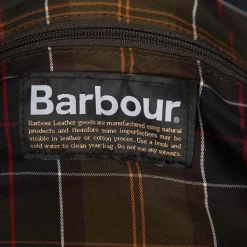 Barbour®
Barbour Leather goods are manufactured using natural
products and therefore some imperfections may be
visible in leather or cotton pieces. Use a brush and
cold water to clean your bag. Do not use any solvents.